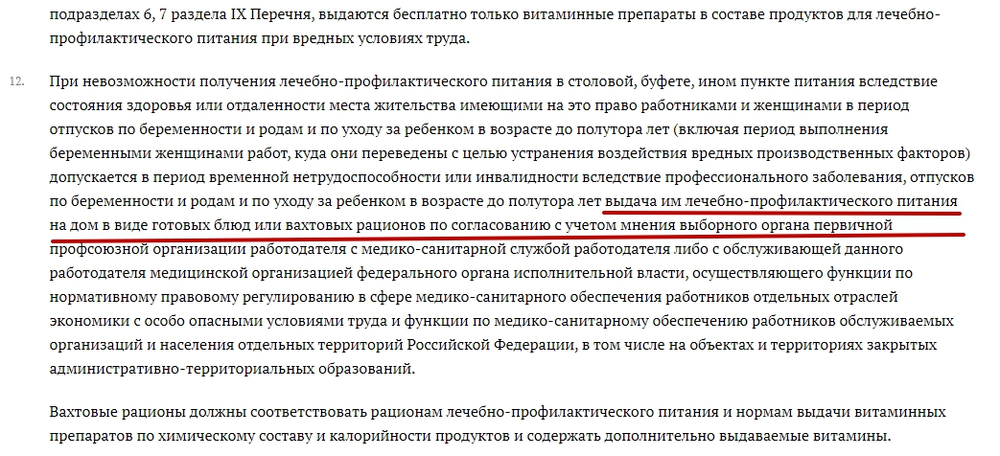 подразделах 6, 7 раздела IX Перечня, выдаются бесплатно только витаминные препараты в составе продуктов для лечебно-
профилактического питания при вредных условиях труда.
12. При невозможности получения лечебно-профилактического питания в столовой, буфете, ином пункте питания вследствие
состояния здоровья или отдаленности места жительства имеющими на это право работниками и женщинами в период
отпусков по беременности и родам и по уходу за ребенком в возрасте до полутора лет (включая период выполнения
беременными женщинами работ, куда они переведены с целью устранения воздействия вредных производственных факторов)
допускается в период временной нетрудоспособности или инвалидности вследствие профессионального заболевания, отпусков
по беременности и родам и по уходу за ребенком в возрасте до полутора лет выдача им лечебно-профилактического питания
на дом в виде готовых блюд или вахтовых рационов по согласованию с учетом мнения выборного органа первичной
профсоюзной организации работодателя с медико-санитарной службой работодателя либо с обслуживающей данного
работодателя медицинской организацией федерального органа исполнительной власти, осуществляющего функции по
нормативному правовому регулированию в сфере медико-санитарного обеспечения работников отдельных отраслей
экономики с особо опасными условиями труда и функции по медико-санитарному обеспечению работников обслуживаемых
организаций и населения отдельных территорий Российской Федерации, в том числе на объектах и территориях закрытых
административно-территориальных образований.
Вахтовые рационы должны соответствовать рационам лечебно-профилактического питания и нормам выдачи витаминных
препаратов по химическому составу и калорийности продуктов и содержать дополнительно выдаваемые витамины.